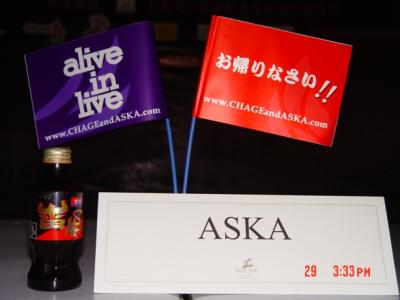 alive
in
live
www.CHAGEandASKA.com
お帰りなさい!!
www.CHAGEandASKA.com
ASKA
29 3:33PM